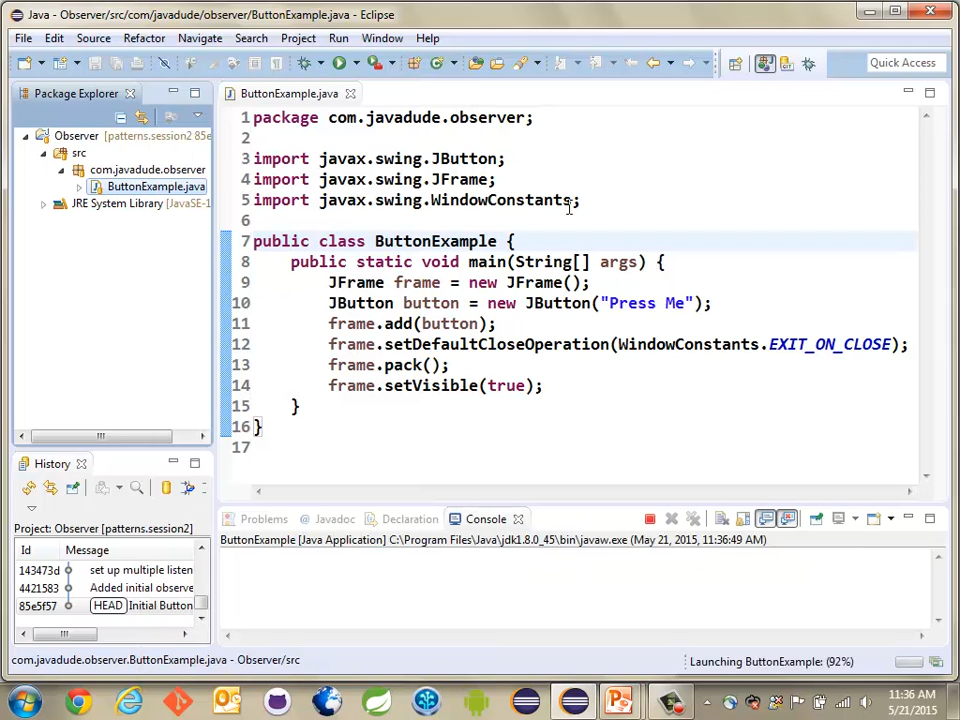 Java - Observer/src/com/javadude/observer/ButtonExample.java - Eclipse
File Edit Source Refactor Navigate Search Project Run Window Help
Quick Access
Package Explorer
Observer [patterns.session2 85e
src
com.javadude.observer
ButtonExample.java
JRE System Library [JavaSE-1
ButtonExample.java
1 package com.javadude.observer;
2
3 import javax.swing.JButton;
4 import javax.swing.JFrame;
5 import javax.swing.WindowConstants;
6
7 public class ButtonExample {
8 public static void main(String[] args) {
9 JFrame frame = new JFrame();
10 JButton button = new JButton("Press Me");
11 frame.add(button);
12 frame.setDefaultCloseOperation(WindowConstants.EXIT_ON_CLOSE);
13 frame.pack();
14 frame.setVisible(true);
15 }
16 }
17
History
Project: Observer [patterns.session2]
Id Message
143473d set up multiple listen
4421583 Added initial observe
85e5f57 HEAD Initial Button
Problems Javadoc Declaration Console
ButtonExample [Java Application] C:\Program Files\Java\jdk1.8.0_45\bin\javaw.exe (May 21, 2015, 11:36:49 AM)
com.javadude.observer.ButtonExample.java - Observer/src
Launching ButtonExample: (92%)
11:36 AM
5/21/2015